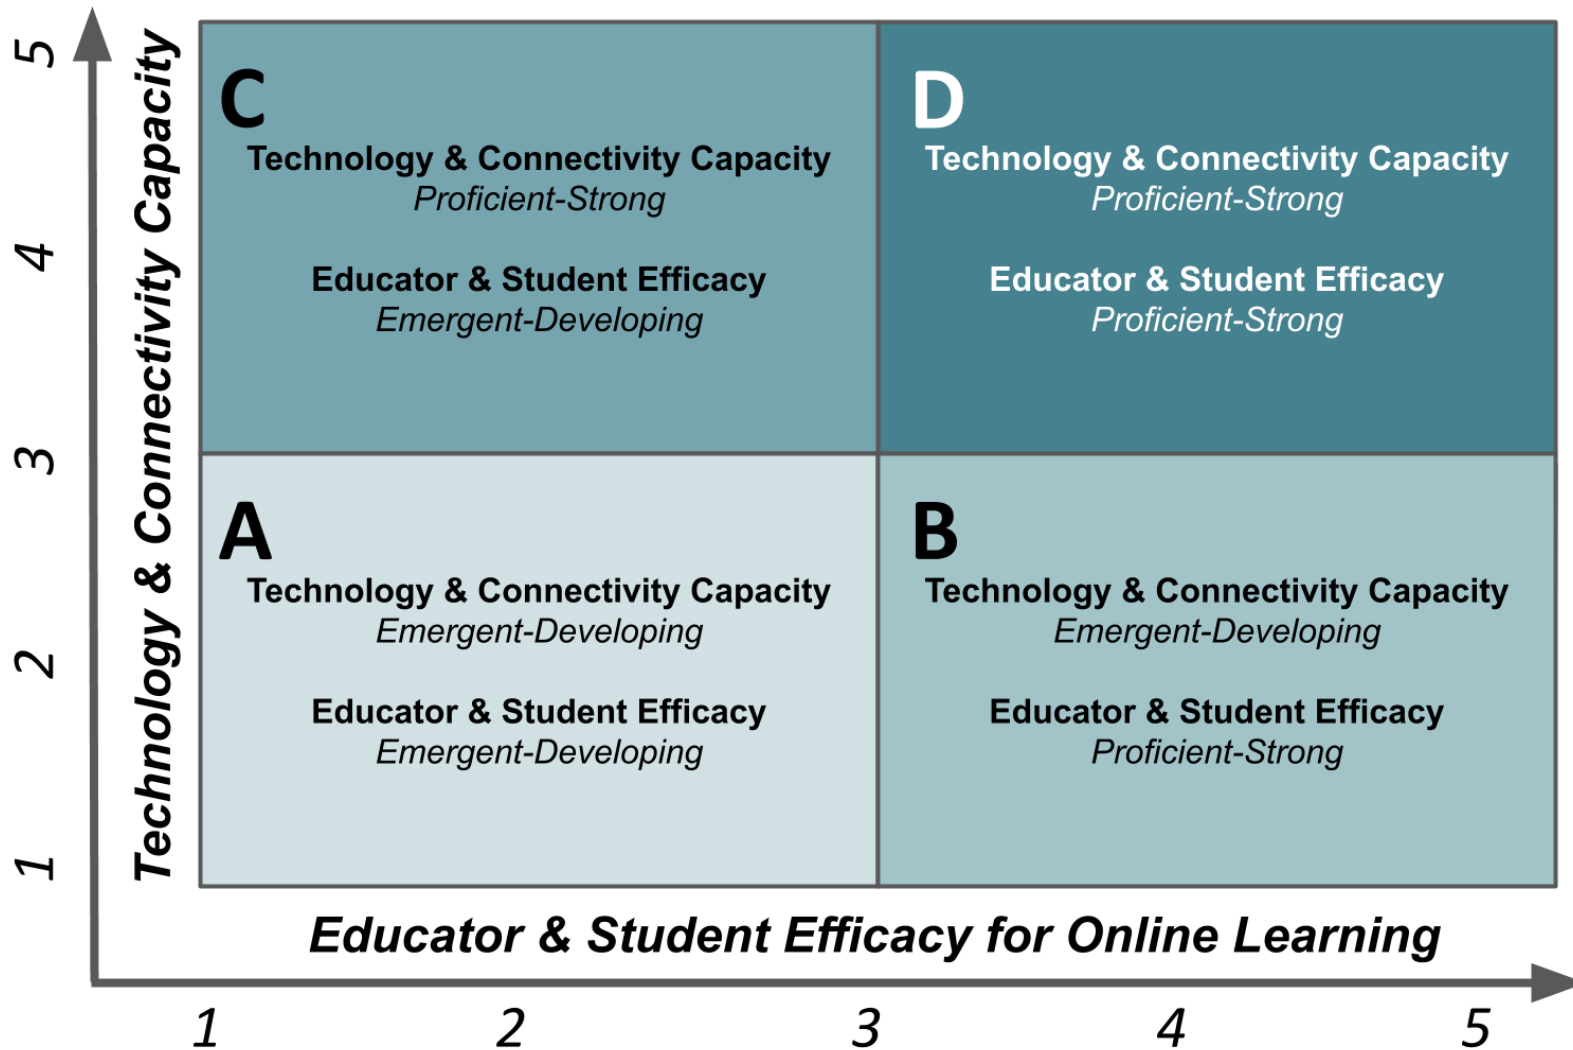 5
4
3
2
1
Technology & Connectivity Capacity
C
Technology & Connectivity Capacity
Proficient-Strong
Educator & Student Efficacy
Emergent-Developing
D
Technology & Connectivity Capacity
Proficient-Strong
Educator & Student Efficacy
Proficient-Strong
A
Technology & Connectivity Capacity
Emergent-Developing
Educator & Student Efficacy
Emergent-Developing
B
Technology & Connectivity Capacity
Emergent-Developing
Educator & Student Efficacy
Proficient-Strong
Educator & Student Efficacy for Online Learning
1 2 3 4 5